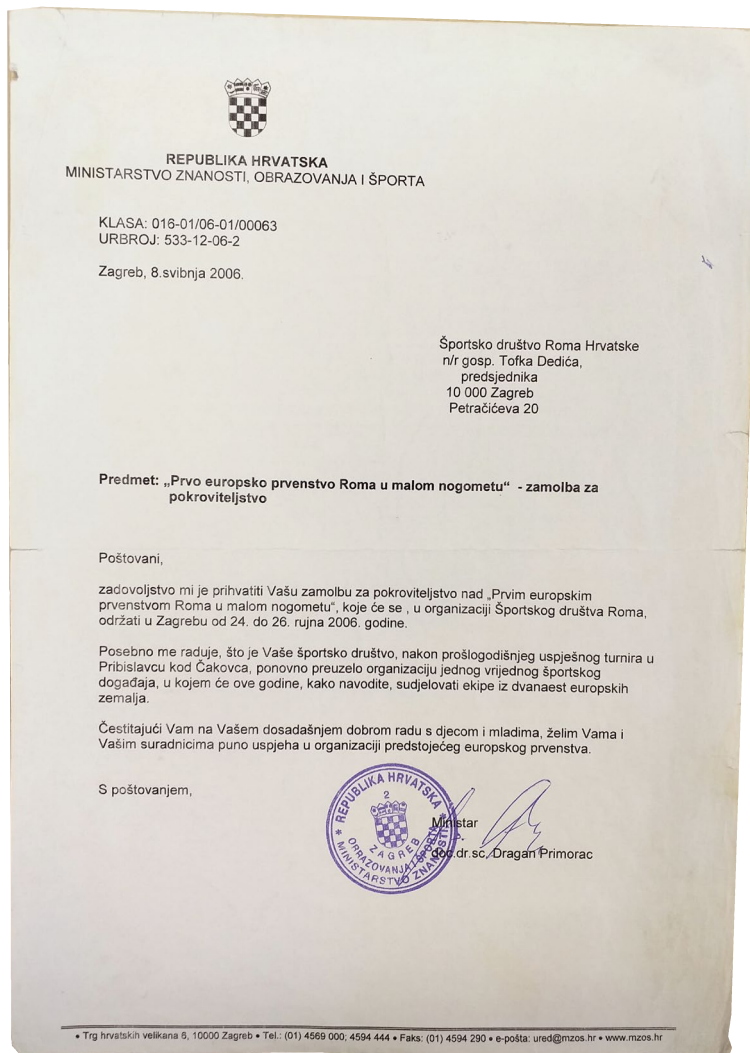 REPUBLIKA HRVATSKA
MINISTARSTVO ZNANOSTI, OBRAZOVANJA I ŠPORTA
KLASA: 016-01/06-01/00063
URBROJ: 533-12-06-2
Zagreb, 8.svibnja 2006.
Športsko društvo Roma Hrvatske
n/r gosp. Tofka Dedića,
predsjednika
10 000 Zagreb
Petračićeva 20
Predmet: „Prvo europsko prvenstvo Roma u malom nogometu“ - zamolba za
pokroviteljstvo
Poštovani,
zadovoljstvo mi je prihvatiti Vašu zamolbu za pokroviteljstvo nad „Prvim europskim
prvenstvom Roma u malom nogometu“, koje će se , u organizaciji Športskog društva Roma,
održati u Zagrebu od 24. do 26. rujna 2006. godine.
Posebno me raduje, što je Vaše športsko društvo, nakon prošlogodišnjeg uspješnog turnira u
Pribislavcu kod Čakovca, ponovno preuzelo organizaciju jednog vrijednog športskog
događaja, u kojem će ove godine, kako navodite, sudjelovati ekipe iz dvanaest europskih
zemalja.
Čestitajući Vam na Vašem dosadašnjem dobrom radu s djecom i mladima, želim Vama i
Vašim suradnicima puno uspjeha u organizaciji predstojećeg europskog prvenstva.
S poštovanjem,
REPUBLIKA HRVATSKA
2
ZAGREB
OBRAZOVANJA I ŠPORTA
MINISTARSTVO ZNANOSTI
Ministar
doc.dr.sc. Dragan Primorac
• Trg hrvatskih velikana 6, 10000 Zagreb • Tel.: (01) 4569 000; 4594 444 • Faks: (01) 4594 290 • e-pošta: ured@mzos.hr • www.mzos.hr